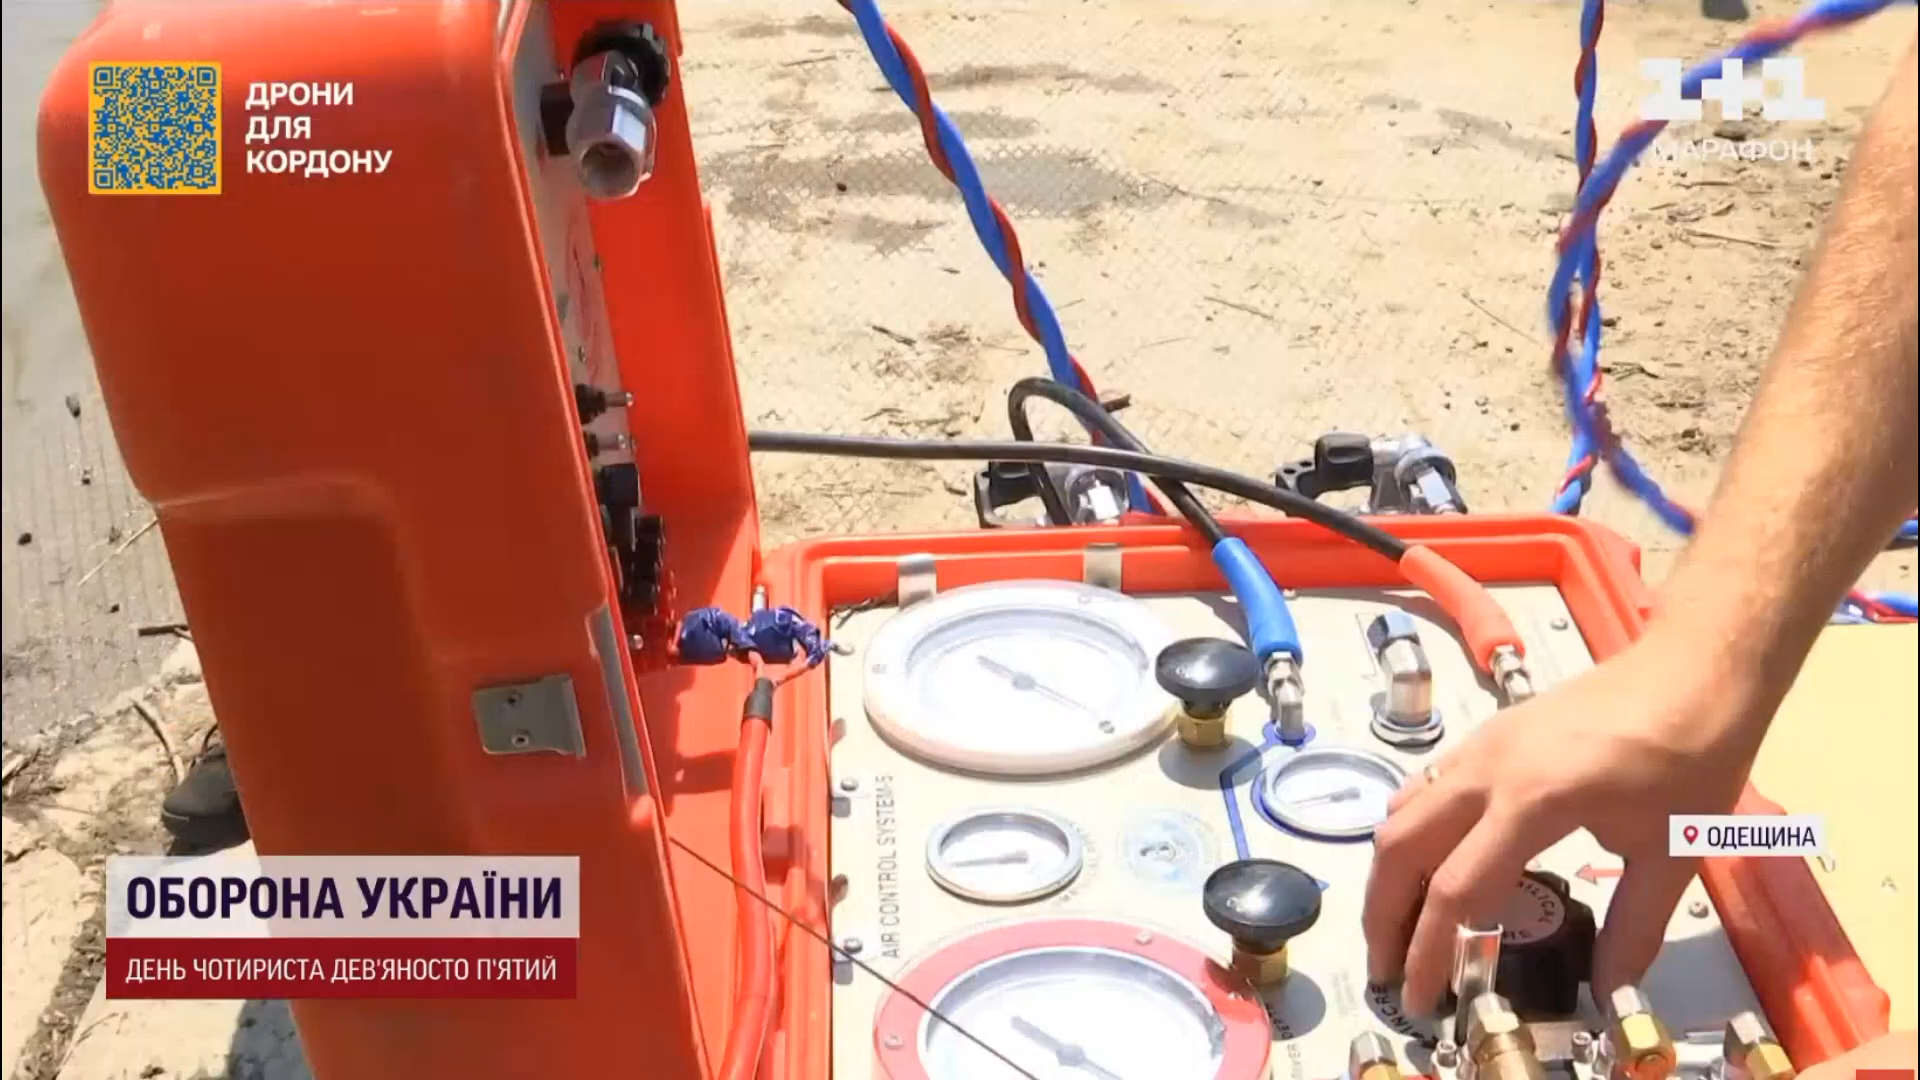 ДРОНИ
ДЛЯ
КОРДОНУ
1+1
МАРАФОН
AIR CONTROL SYSTEM-5
ОДЕЩИНА
ОБОРОНА УКРАЇНИ
ДЕНЬ ЧОТИРИСТА ДЕВ'ЯНОСТО П'ЯТИЙ